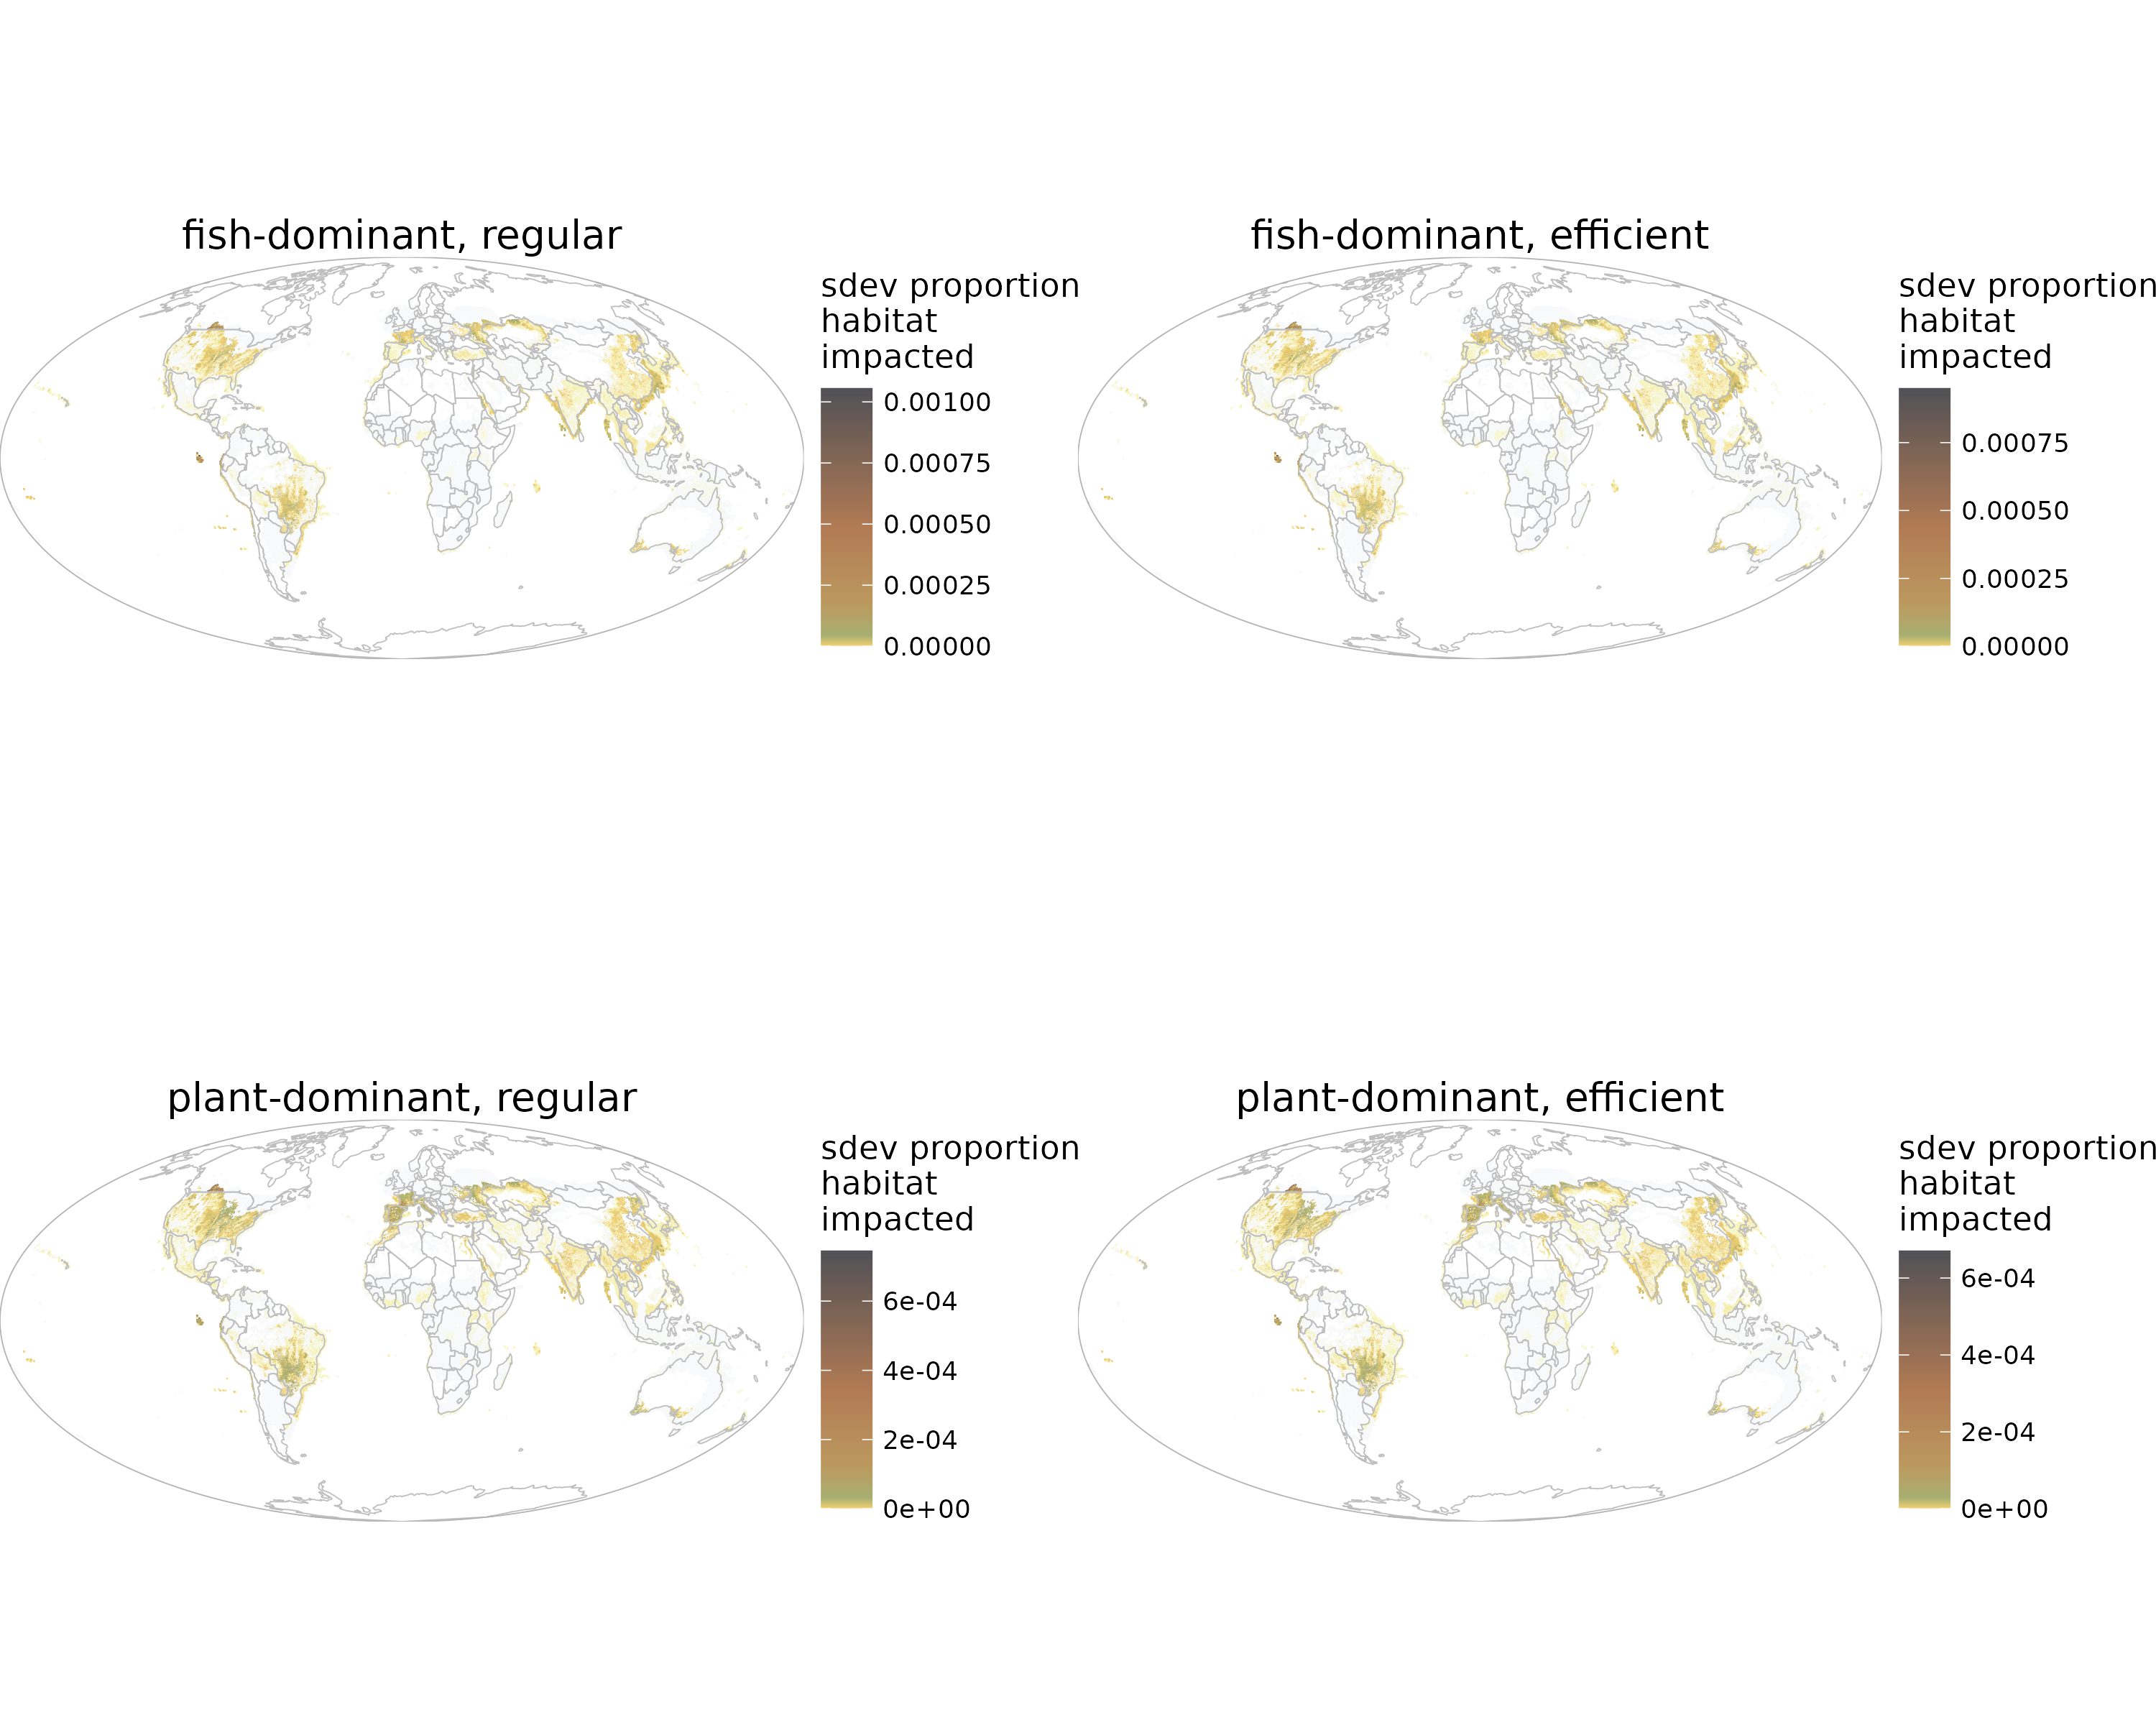 fish-dominant, regular
sdev proportion
habitat
impacted
0.00100
0.00075
0.00050
0.00025
0.00000
fish-dominant, efficient
sdev proportion
habitat
impacted
0.00075
0.00050
0.00025
0.00000
plant-dominant, regular
sdev proportion
habitat
impacted
6e-04
4e-04
2e-04
0e+00
plant-dominant, efficient
sdev proportion
habitat
impacted
6e-04
4e-04
2e-04
0e+00